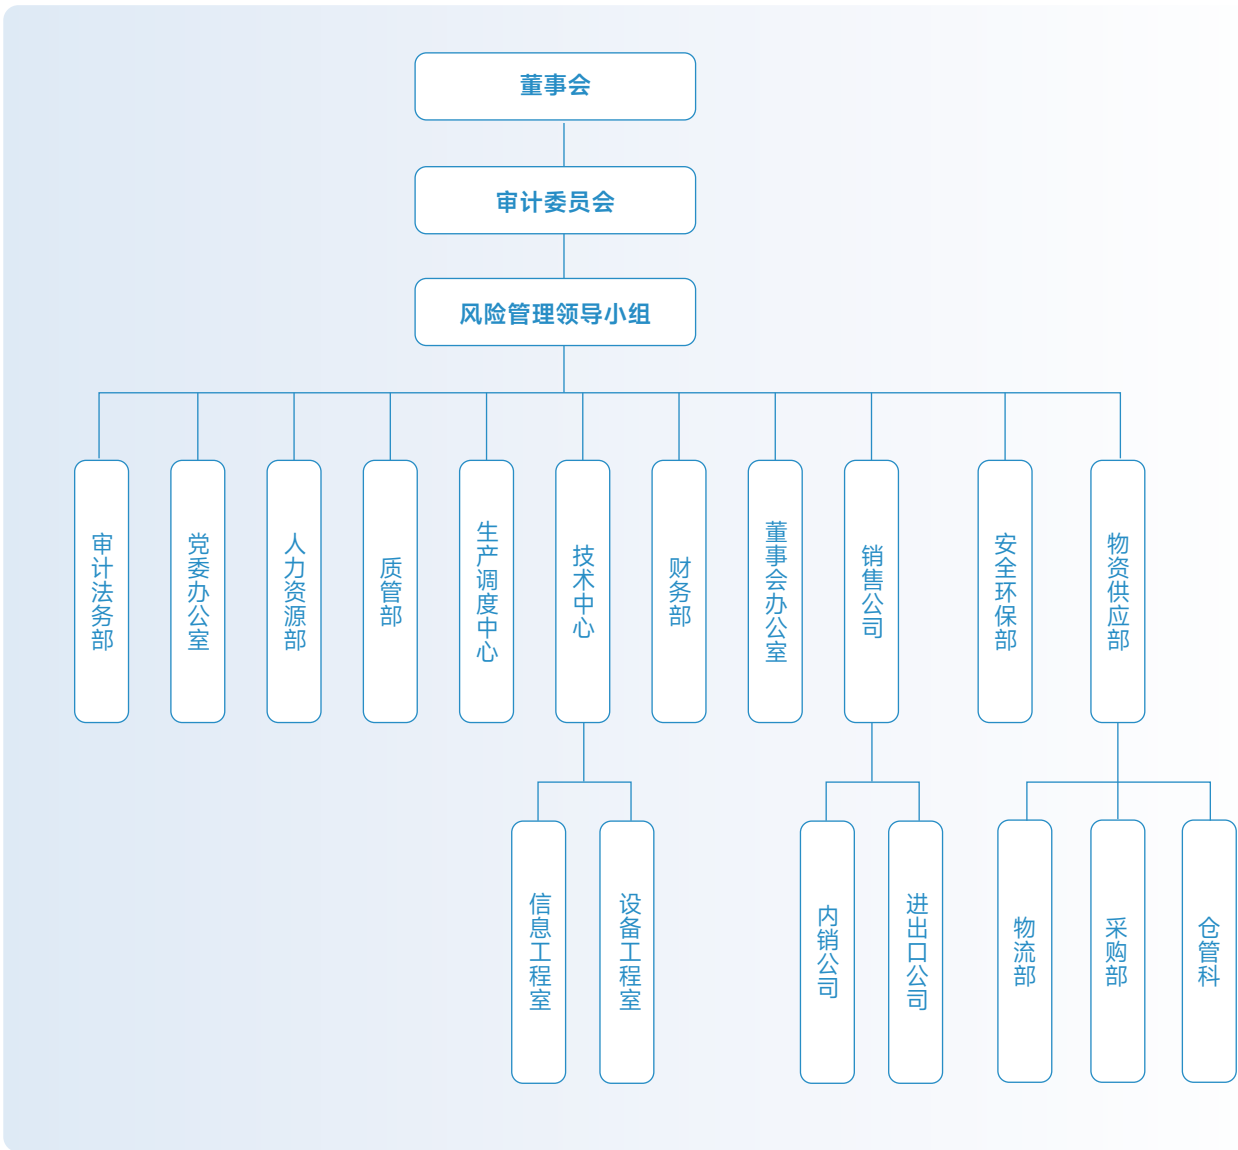 董事会
审计委员会
风险管理领导小组
审计法务部
党委办公室
人力资源部
质管部
生产调度中心
技术中心
财务部
董事会办公室
销售公司
安全环保部
物资供应部
信息工程室
设备工程室
内销公司
进出口公司
物流部
采购部
仓管科